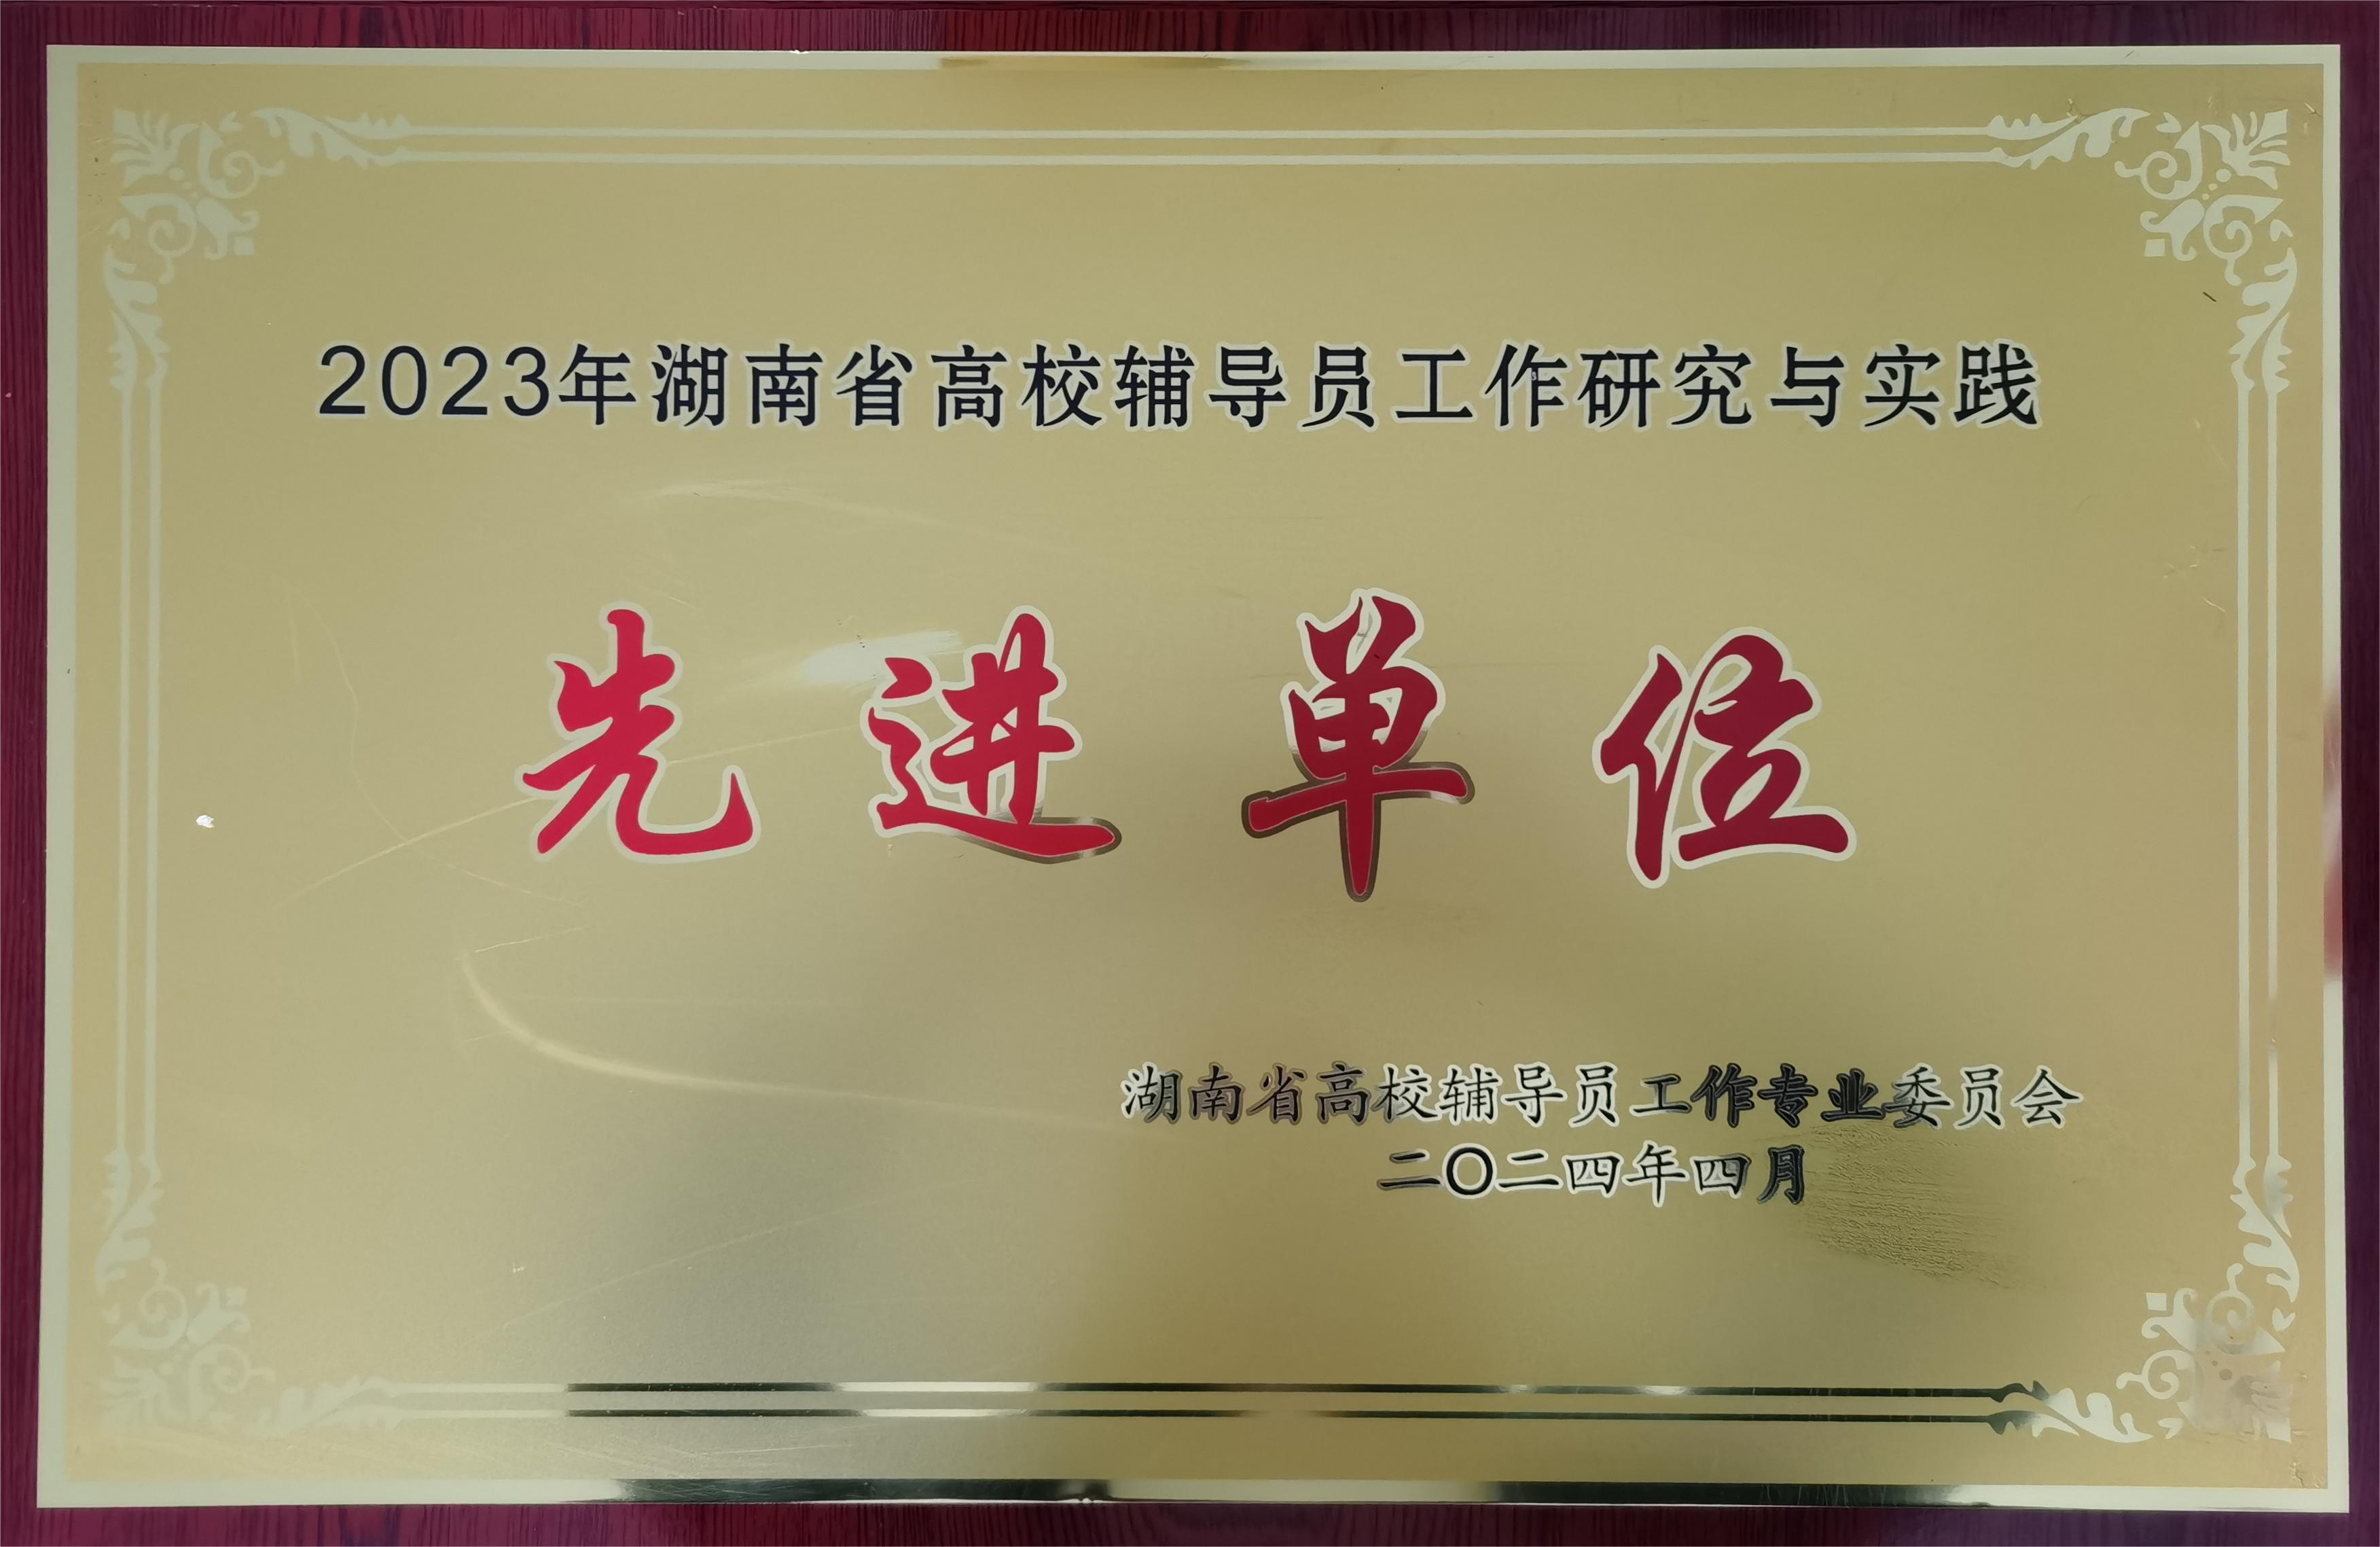 2023年湖南省高校辅导员工作研究与实践
先进单位
湖南省高校辅导员工作专业委员会
二〇二四年四月